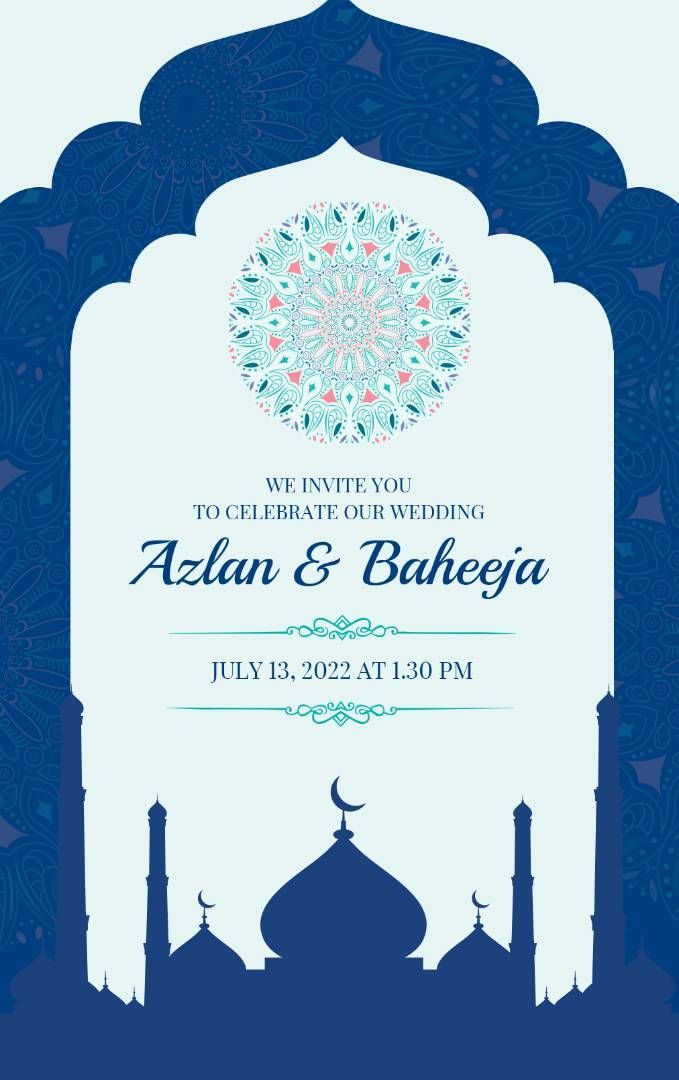 WE INVITE YOU
TO CELEBRATE OUR WEDDING
Azlan & Baheeja
JULY 13, 2022 AT 1.30 PM